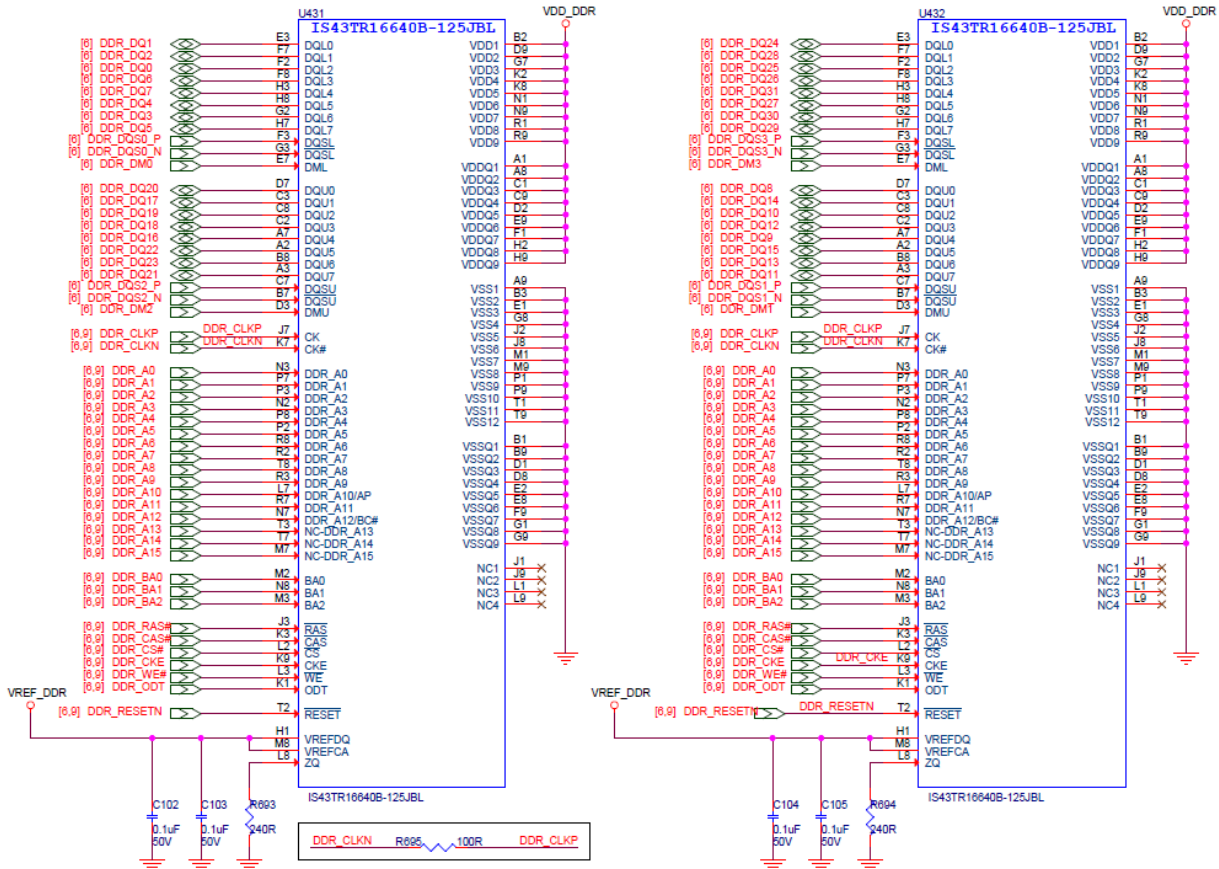 U431
IS43TR16640B-125JBL
VDD_DDR
[6] DDR_DQ1 E3 DQL0 VDD1 B2
[6] DDR_DQ2 F7 DQL1 VDD2 D9
[6] DDR_DQ0 F2 DQL2 VDD3 G7
[6] DDR_DQ6 F8 DQL3 VDD4 K2
[6] DDR_DQ7 H3 DQL4 VDD5 K8
[6] DDR_DQ4 H8 DQL5 VDD6 N1
[6] DDR_DQ3 G2 DQL6 VDD7 N9
[6] DDR_DQ5 H7 DQL7 VDD8 R1
[6] DDR_DQS0_P F3 DQSL VDD9 R9
[6] DDR_DQS0_N G3 DQSL
[6] DDR_DM0 E7 DML VDDQ1 A1
VDDQ2 A8
[6] DDR_DQ20 D7 DQU0 VDDQ3 C1
[6] DDR_DQ17 C3 DQU1 VDDQ4 C9
[6] DDR_DQ19 C8 DQU2 VDDQ5 D2
[6] DDR_DQ18 C2 DQU3 VDDQ6 E9
[6] DDR_DQ16 A7 DQU4 VDDQ7 F1
[6] DDR_DQ22 A2 DQU5 VDDQ8 H2
[6] DDR_DQ23 B8 DQU6 VDDQ9 H9
[6] DDR_DQ21 A3 DQU7
[6] DDR_DQS2_P C7 DQSU VSS1 A9
[6] DDR_DQS2_N B7 DQSU VSS2 B3
[6] DDR_DM2 D3 DMU VSS3 E1
VSS4 G8
[6,9] DDR_CLKP DDR_CLKP J7 CK VSS5 J2
[6,9] DDR_CLKN DDR_CLKN K7 CK# VSS6 J8
VSS7 M1
[6,9] DDR_A0 N3 DDR_A0 VSS8 M9
[6,9] DDR_A1 P7 DDR_A1 VSS9 P1
[6,9] DDR_A2 P3 DDR_A2 VSS10 P9
[6,9] DDR_A3 N2 DDR_A3 VSS11 T1
[6,9] DDR_A4 P8 DDR_A4 VSS12 T9
[6,9] DDR_A5 P2 DDR_A5
[6,9] DDR_A6 R8 DDR_A6 VSSQ1 B1
[6,9] DDR_A7 R2 DDR_A7 VSSQ2 B9
[6,9] DDR_A8 T8 DDR_A8 VSSQ3 D1
[6,9] DDR_A9 R3 DDR_A9 VSSQ4 D8
[6,9] DDR_A10 L7 DDR_A10/AP VSSQ5 E2
[6,9] DDR_A11 R7 DDR_A11 VSSQ6 E8
[6,9] DDR_A12 N7 DDR_A12/BC# VSSQ7 F9
[6,9] DDR_A13 T3 NC-DDR_A13 VSSQ8 G1
[6,9] DDR_A14 T7 NC-DDR_A14 VSSQ9 G9
[6,9] DDR_A15 M7 NC-DDR_A15
NC1 J1
[6,9] DDR_BA0 M2 BA0 NC2 J9
[6,9] DDR_BA1 N8 BA1 NC3 L1
[6,9] DDR_BA2 M3 BA2 NC4 L9
[6,9] DDR_RAS# J3 RAS
[6,9] DDR_CAS# K3 CAS
[6,9] DDR_CS# L2 CS
[6,9] DDR_CKE K9 CKE
[6,9] DDR_WE# L3 WE
[6,9] DDR_ODT K1 ODT
VREF_DDR
[6,9] DDR_RESETN T2 RESET
H1 VREFDQ
M8 VREFCA
L8 ZQ
IS43TR16640B-125JBL
C102 C103 R693
0.1uF 0.1uF 240R
50V 50V
DDR_CLKN R695 100R DDR_CLKP
U432
IS43TR16640B-125JBL
VDD_DDR
[6] DDR_DQ24 E3 DQL0 VDD1 B2
[6] DDR_DQ28 F7 DQL1 VDD2 D9
[6] DDR_DQ25 F2 DQL2 VDD3 G7
[6] DDR_DQ26 F8 DQL3 VDD4 K2
[6] DDR_DQ31 H3 DQL4 VDD5 K8
[6] DDR_DQ27 H8 DQL5 VDD6 N1
[6] DDR_DQ30 G2 DQL6 VDD7 N9
[6] DDR_DQ29 H7 DQL7 VDD8 R1
[6] DDR_DQS3_P F3 DQSL VDD9 R9
[6] DDR_DQS3_N G3 DQSL
[6] DDR_DM3 E7 DML VDDQ1 A1
VDDQ2 A8
[6] DDR_DQ8 D7 DQU0 VDDQ3 C1
[6] DDR_DQ14 C3 DQU1 VDDQ4 C9
[6] DDR_DQ10 C8 DQU2 VDDQ5 D2
[6] DDR_DQ12 C2 DQU3 VDDQ6 E9
[6] DDR_DQ9 A7 DQU4 VDDQ7 F1
[6] DDR_DQ15 A2 DQU5 VDDQ8 H2
[6] DDR_DQ13 B8 DQU6 VDDQ9 H9
[6] DDR_DQ11 A3 DQU7
[6] DDR_DQS1_P C7 DQSU VSS1 A9
[6] DDR_DQS1_N B7 DQSU VSS2 B3
[6] DDR_DMT D3 DMU VSS3 E1
VSS4 G8
[6,9] DDR_CLKP DDR_CLKP J7 CK VSS5 J2
[6,9] DDR_CLKN DDR_CLKN K7 CK# VSS6 J8
VSS7 M1
[6,9] DDR_A0 N3 DDR_A0 VSS8 M9
[6,9] DDR_A1 P7 DDR_A1 VSS9 P1
[6,9] DDR_A2 P3 DDR_A2 VSS10 P9
[6,9] DDR_A3 N2 DDR_A3 VSS11 T1
[6,9] DDR_A4 P8 DDR_A4 VSS12 T9
[6,9] DDR_A5 P2 DDR_A5
[6,9] DDR_A6 R8 DDR_A6 VSSQ1 B1
[6,9] DDR_A7 R2 DDR_A7 VSSQ2 B9
[6,9] DDR_A8 T8 DDR_A8 VSSQ3 D1
[6,9] DDR_A9 R3 DDR_A9 VSSQ4 D8
[6,9] DDR_A10 L7 DDR_A10/AP VSSQ5 E2
[6,9] DDR_A11 R7 DDR_A11 VSSQ6 E8
[6,9] DDR_A12 N7 DDR_A12/BC# VSSQ7 F9
[6,9] DDR_A13 T3 NC-DDR_A13 VSSQ8 G1
[6,9] DDR_A14 T7 NC-DDR_A14 VSSQ9 G9
[6,9] DDR_A15 M7 NC-DDR_A15
NC1 J1
[6,9] DDR_BA0 M2 BA0 NC2 J9
[6,9] DDR_BA1 N8 BA1 NC3 L1
[6,9] DDR_BA2 M3 BA2 NC4 L9
[6,9] DDR_RAS# J3 RAS
[6,9] DDR_CAS# K3 CAS
[6,9] DDR_CS# L2 CS
[6,9] DDR_CKE DDR_CKE K9 CKE
[6,9] DDR_WE# L3 WE
[6,9] DDR_ODT K1 ODT
VREF_DDR
[6,9] DDR_RESETN DDR_RESETN T2 RESET
H1 VREFDQ
M8 VREFCA
L8 ZQ
IS43TR16640B-125JBL
C104 C105 R694
0.1uF 0.1uF 240R
50V 50V